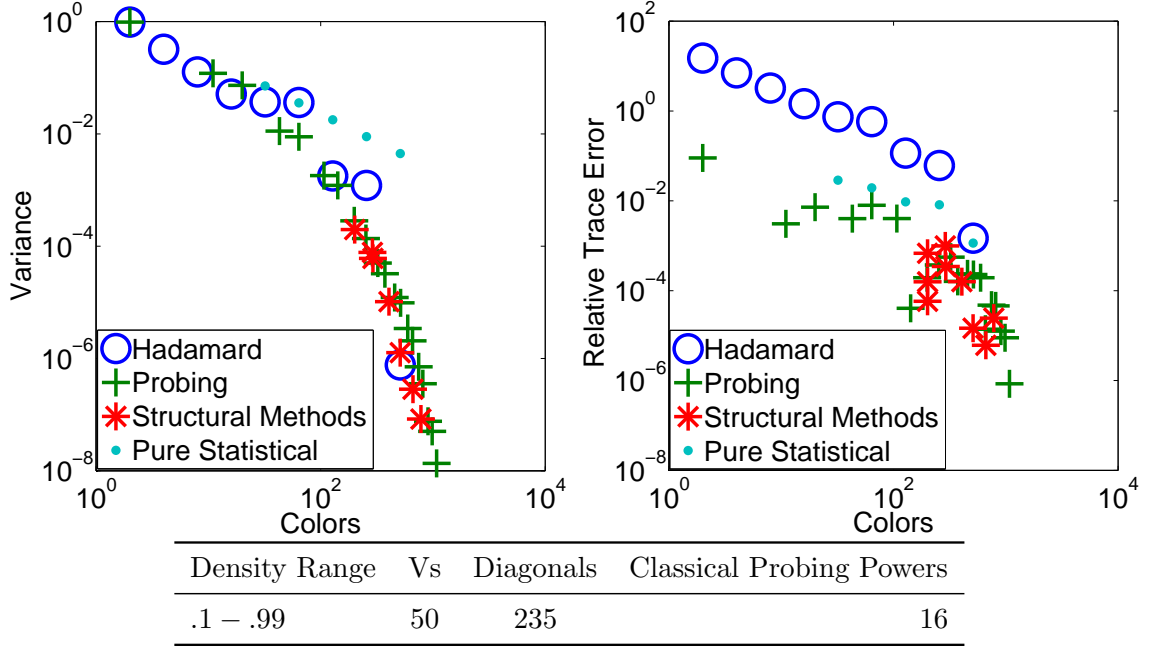 10^0
10^-2
10^-4
10^-6
10^-8
Variance
Hadamard
Probing
Structural Methods
Pure Statistical
10^0
10^2
10^4
Colors
10^2
10^0
10^-2
10^-4
10^-6
10^-8
Relative Trace Error
Hadamard
Probing
Structural Methods
Pure Statistical
10^0
10^2
10^4
Colors
Density Range Vs Diagonals Classical Probing Powers
.1 − .99 50 235 16